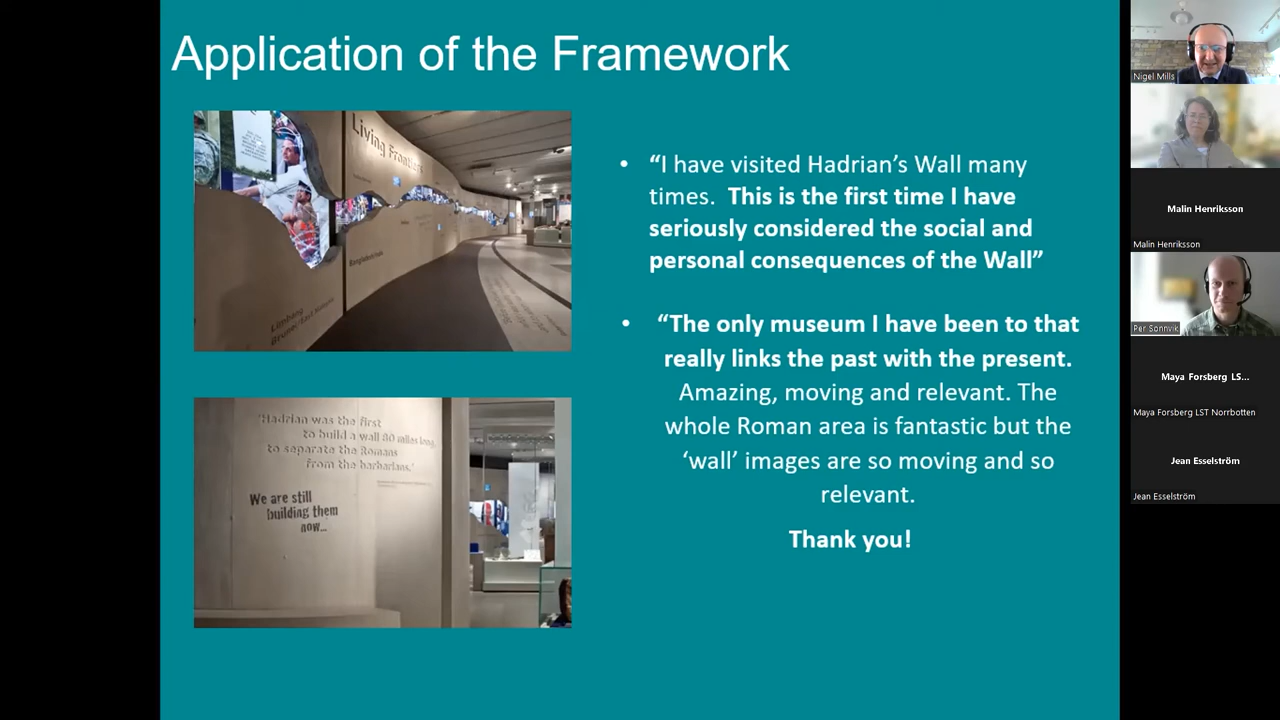 Application of the Framework
Living Frontiers
Limbang
Brunei - East Malaysia
'Hadrian was the first
to build a wall 80 miles long,
to separate the Romans
from the barbarians.'
We are still
building them
now...
• “I have visited Hadrian’s Wall many
times. This is the first time I have
seriously considered the social and
personal consequences of the Wall”
• “The only museum I have been to that
really links the past with the present.
Amazing, moving and relevant. The
whole Roman area is fantastic but the
‘wall’ images are so moving and so
relevant.
Thank you!
Nigel Mills
Malin Henriksson
Malin Henriksson
Per Sonnvik
Maya Forsberg LS...
Maya Forsberg LST Norrbotten
Jean Esselström
Jean Esselström